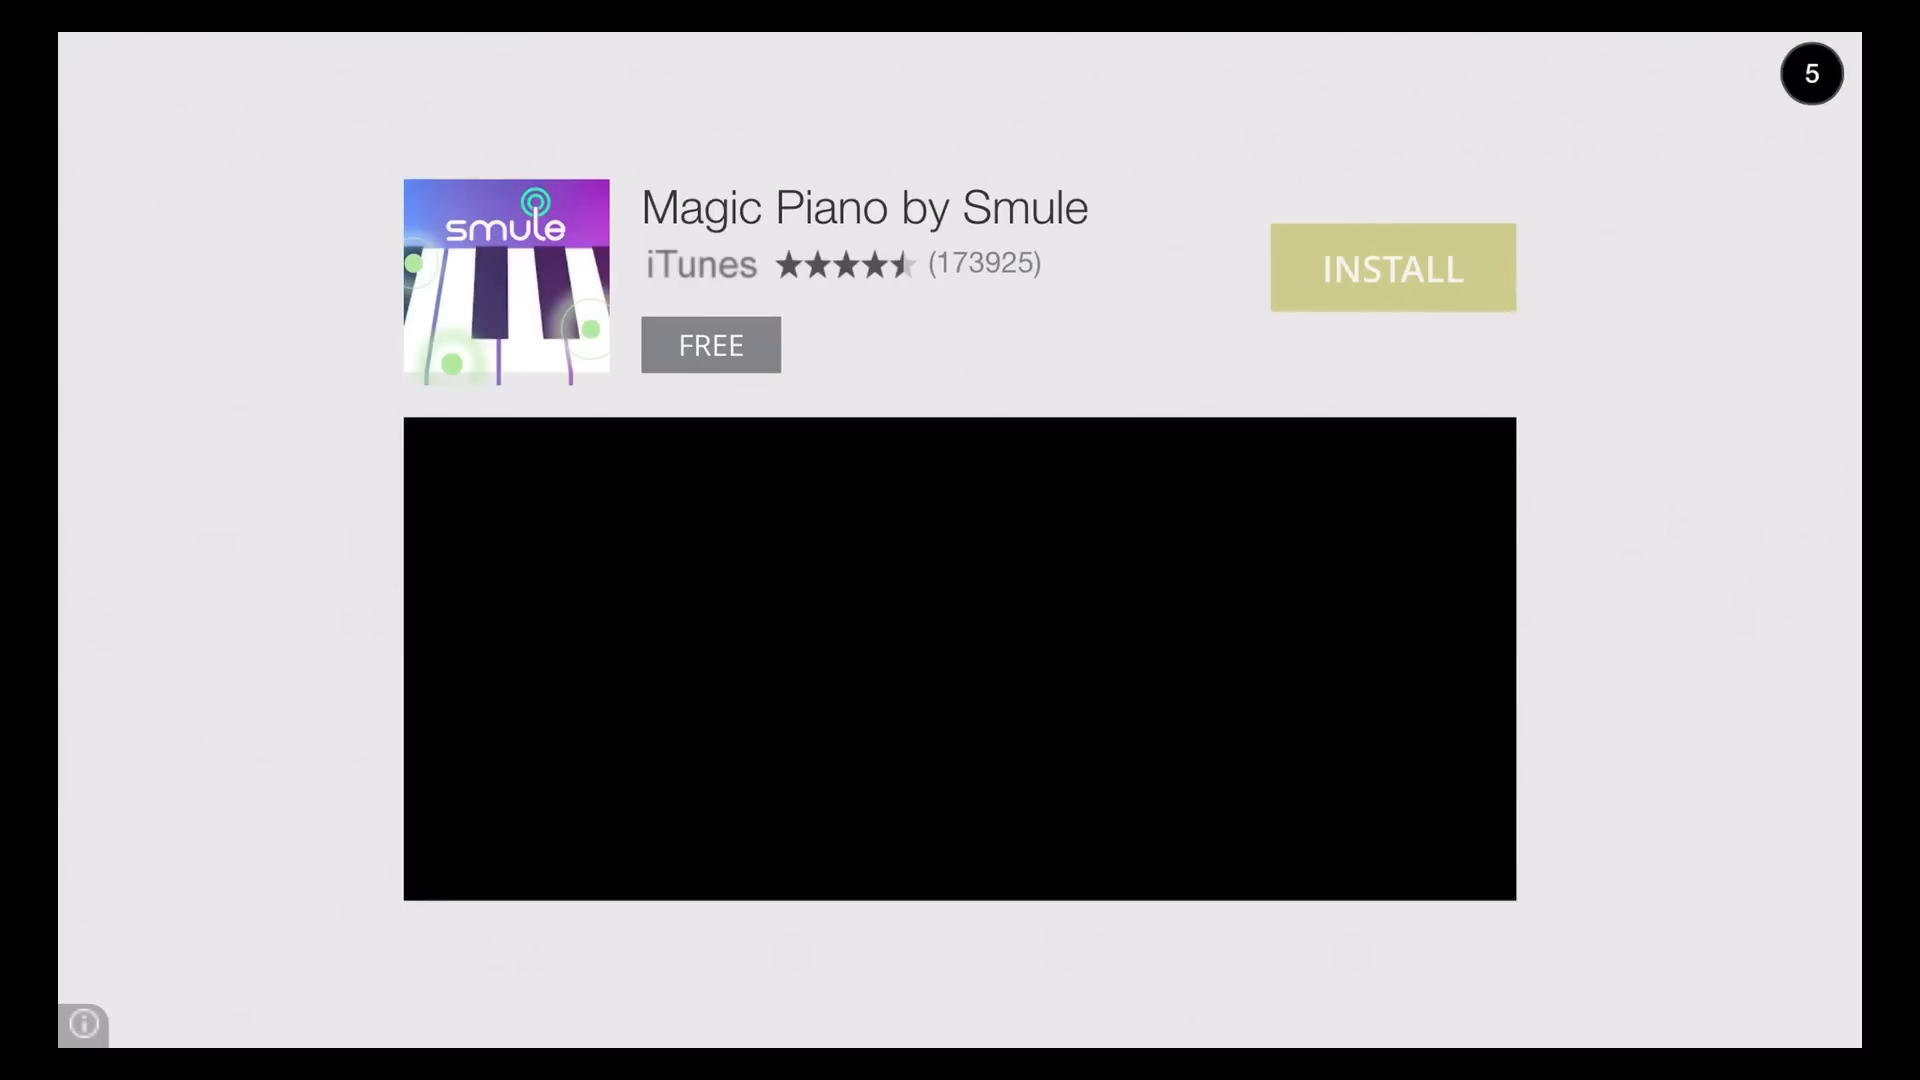 5
smule
Magic Piano by Smule
iTunes ★★★★⯨ (173925)
INSTALL
FREE